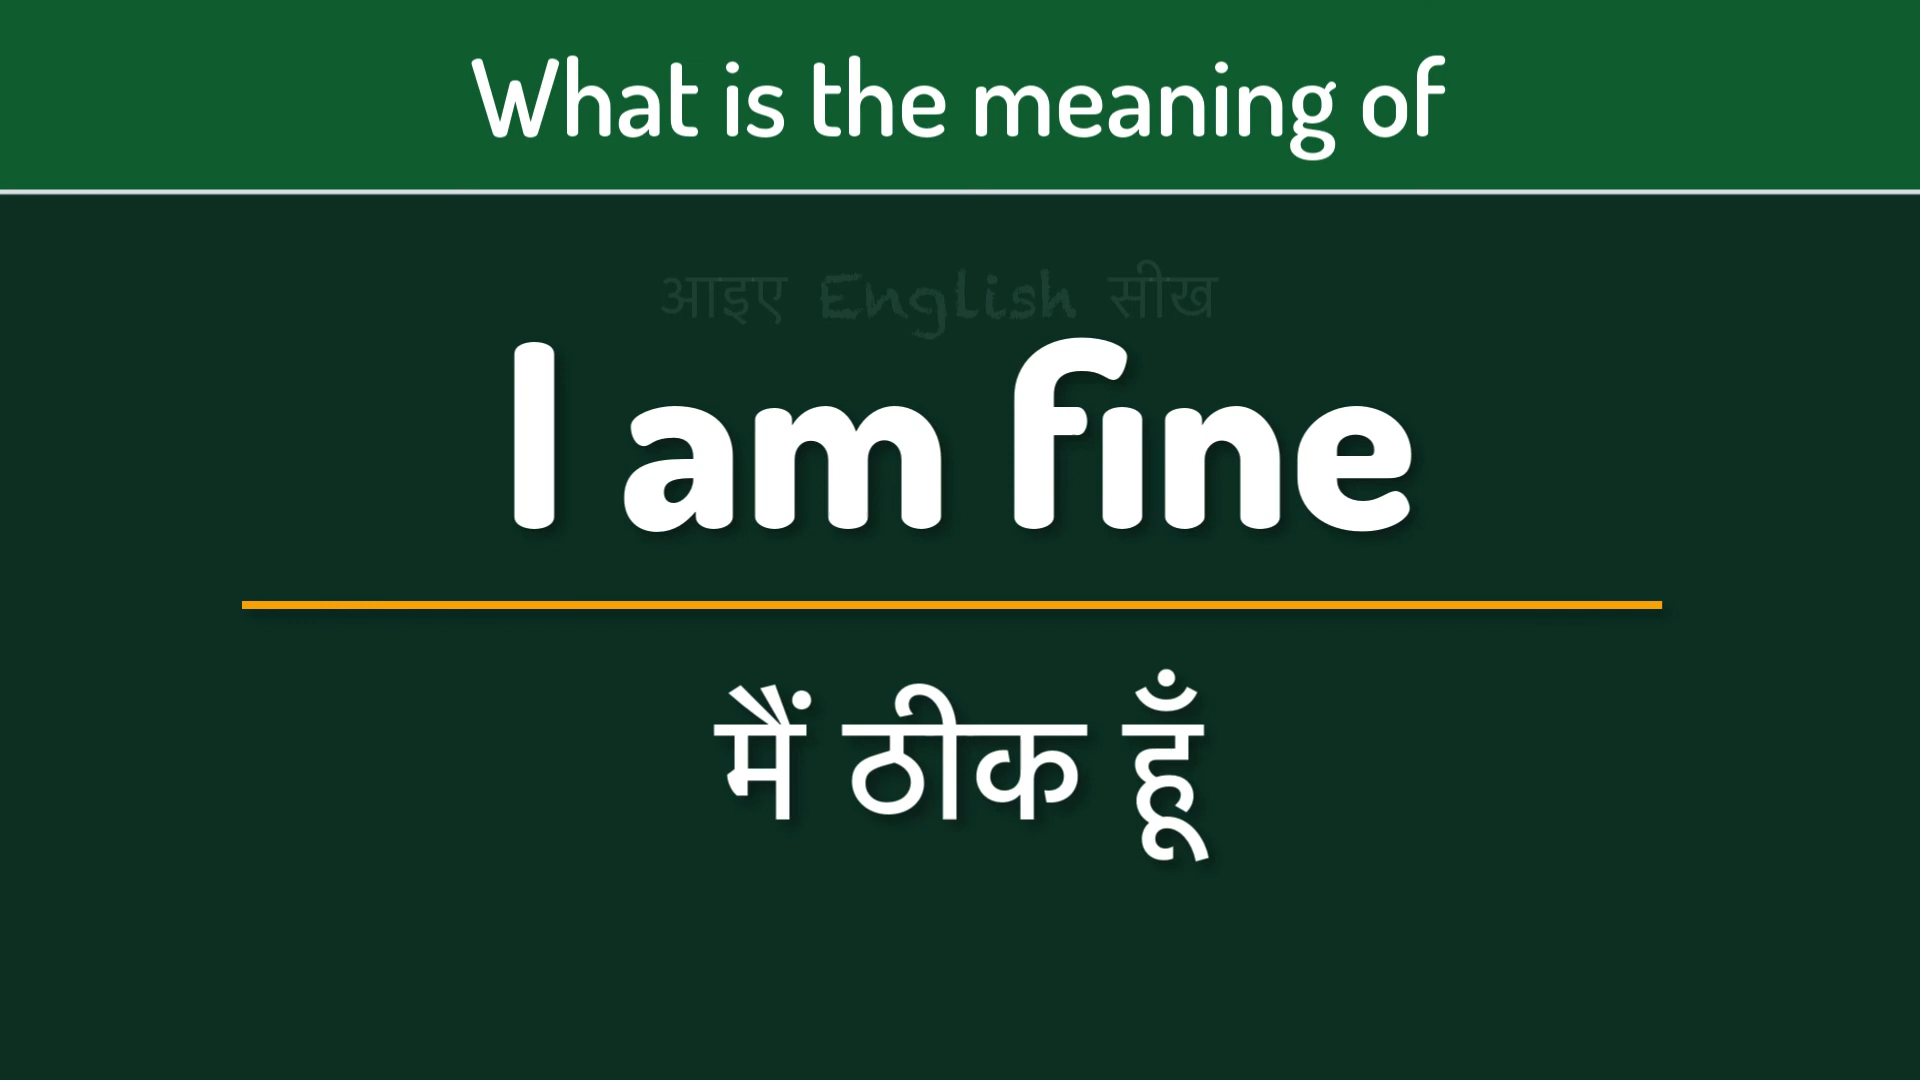 What is the meaning of
आइए English सीख
I am fine
मैं ठीक हूँ